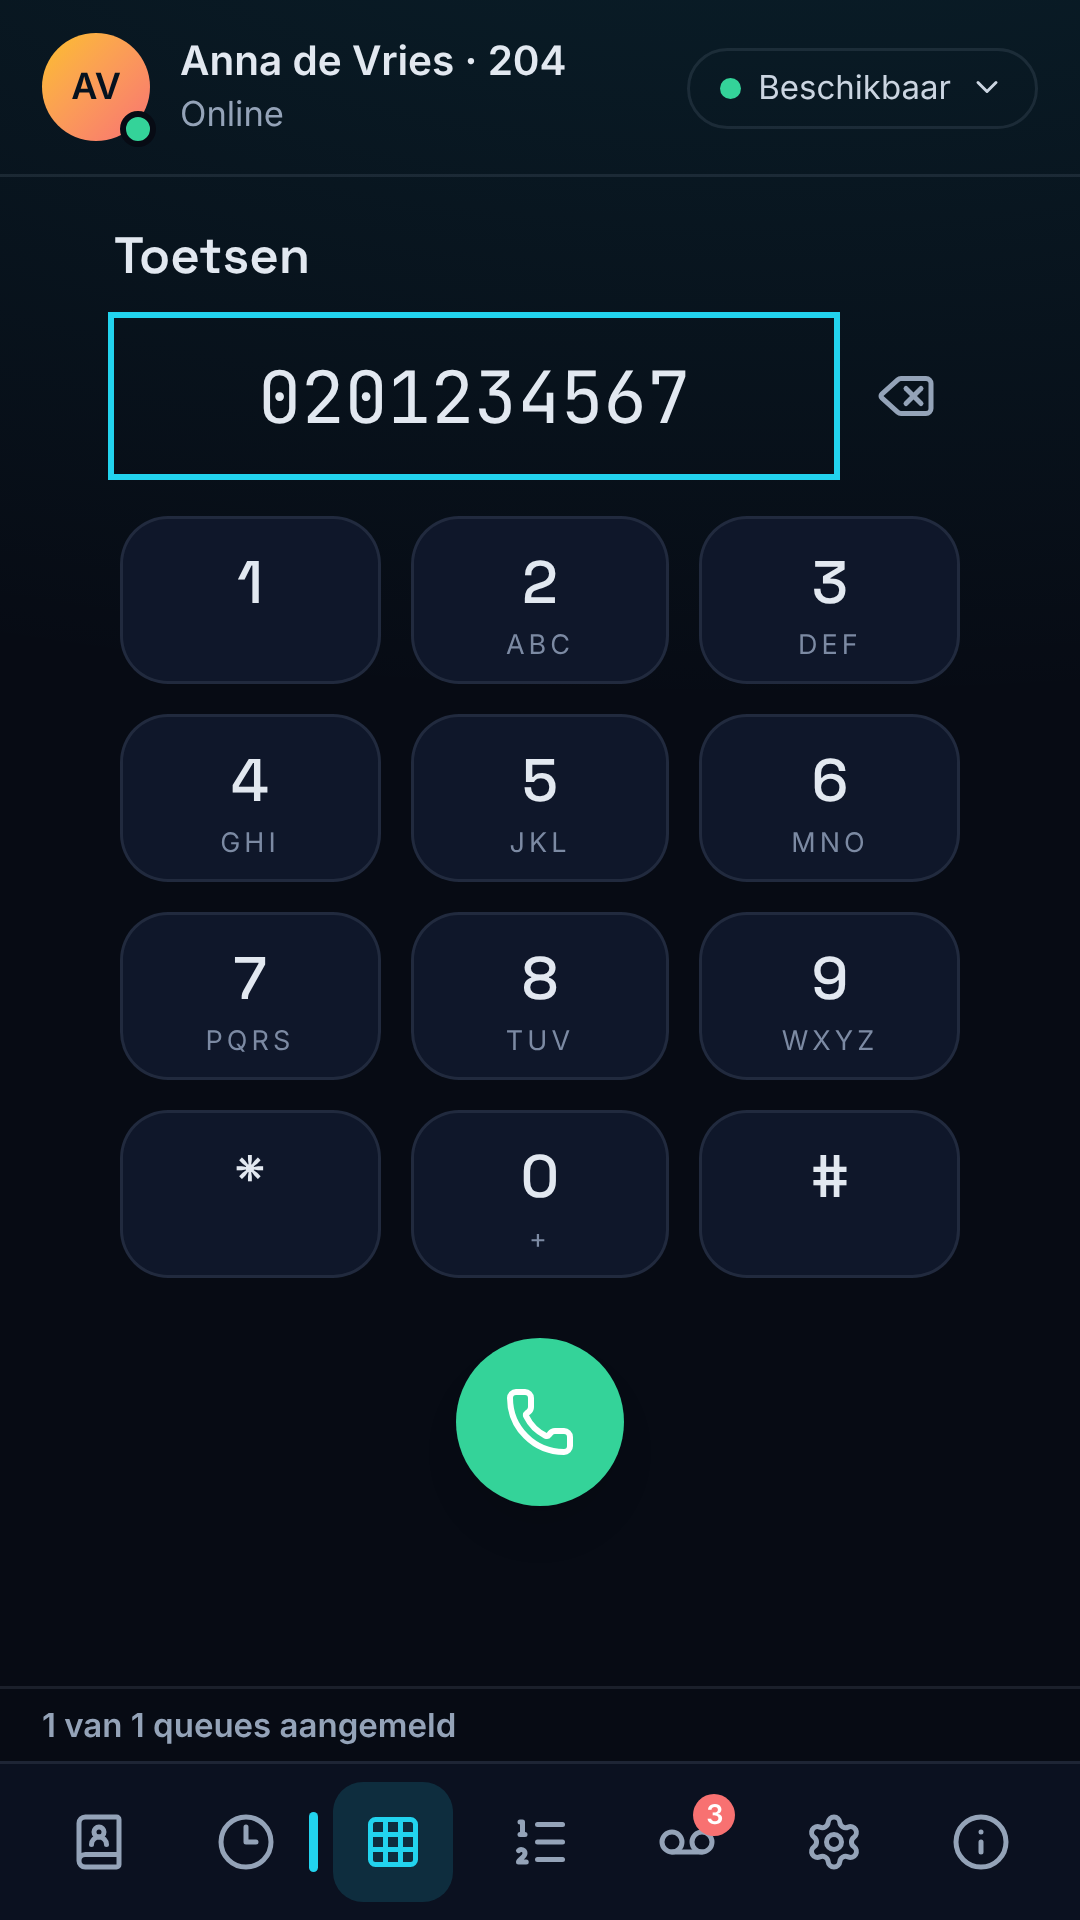 AV
Anna de Vries · 204
Online
Beschikbaar
Toetsen
0201234567
1
2
ABC
3
DEF
4
GHI
5
JKL
6
MNO
7
PQRS
8
TUV
9
WXYZ
*
0
+
#
1 van 1 queues aangemeld
3